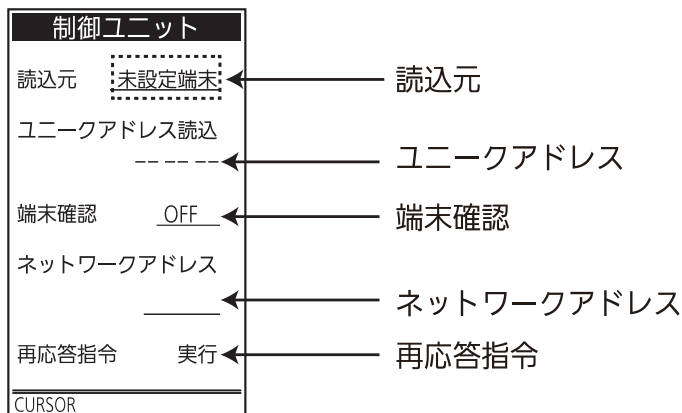 制御ユニット
読込元 未設定端末 読込元
ユニークアドレス読込
-- -- -- ユニークアドレス
端末確認 OFF 端末確認
ネットワークアドレス
ネットワークアドレス
再応答指令 実行 再応答指令
CURSOR